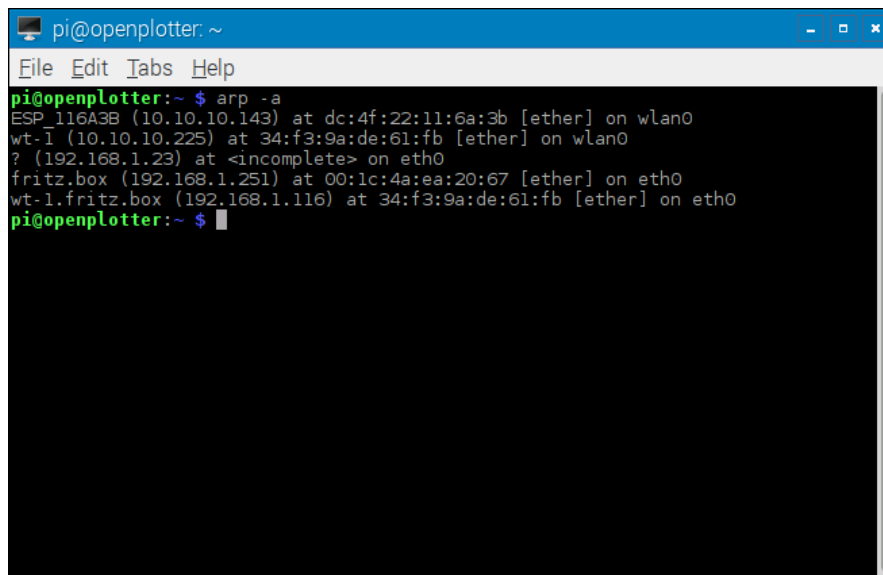 pi@openplotter: ~
File Edit Tabs Help
pi@openplotter:~ $ arp -a
ESP_116A3B (10.10.10.143) at dc:4f:22:11:6a:3b [ether] on wlan0
wt-1 (10.10.10.225) at 34:f3:9a:de:61:fb [ether] on wlan0
? (192.168.1.23) at <incomplete> on eth0
fritz.box (192.168.1.251) at 00:1c:4a:ea:20:67 [ether] on eth0
wt-1.fritz.box (192.168.1.116) at 34:f3:9a:de:61:fb [ether] on eth0
pi@openplotter:~ $